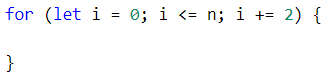 for (let i = 0; i <= n; i += 2) {
}